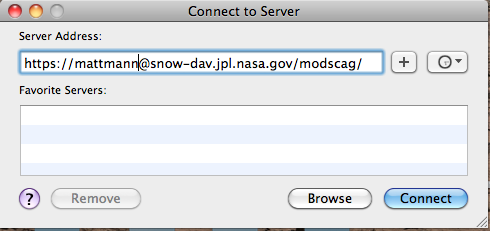 Connect to Server
Server Address:
https://mattmann@snow-dav.jpl.nasa.gov/modscag/
+
Favorite Servers:
?
Remove
Browse
Connect